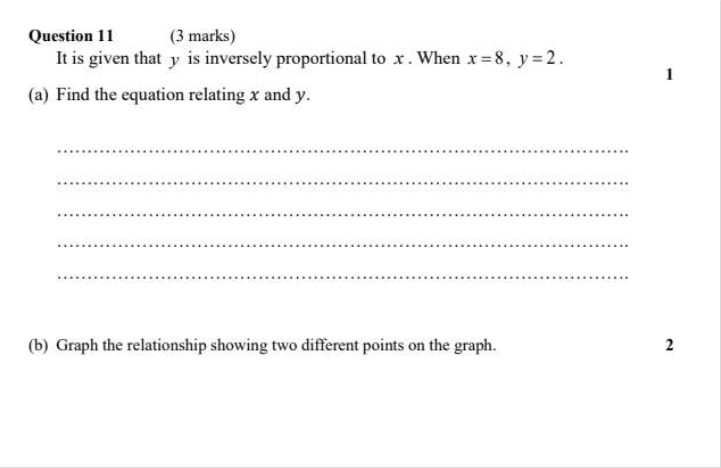 Question 11 (3 marks)
It is given that y is inversely proportional to x. When x=8, y=2.
1
(a) Find the equation relating x and y.
(b) Graph the relationship showing two different points on the graph. 2